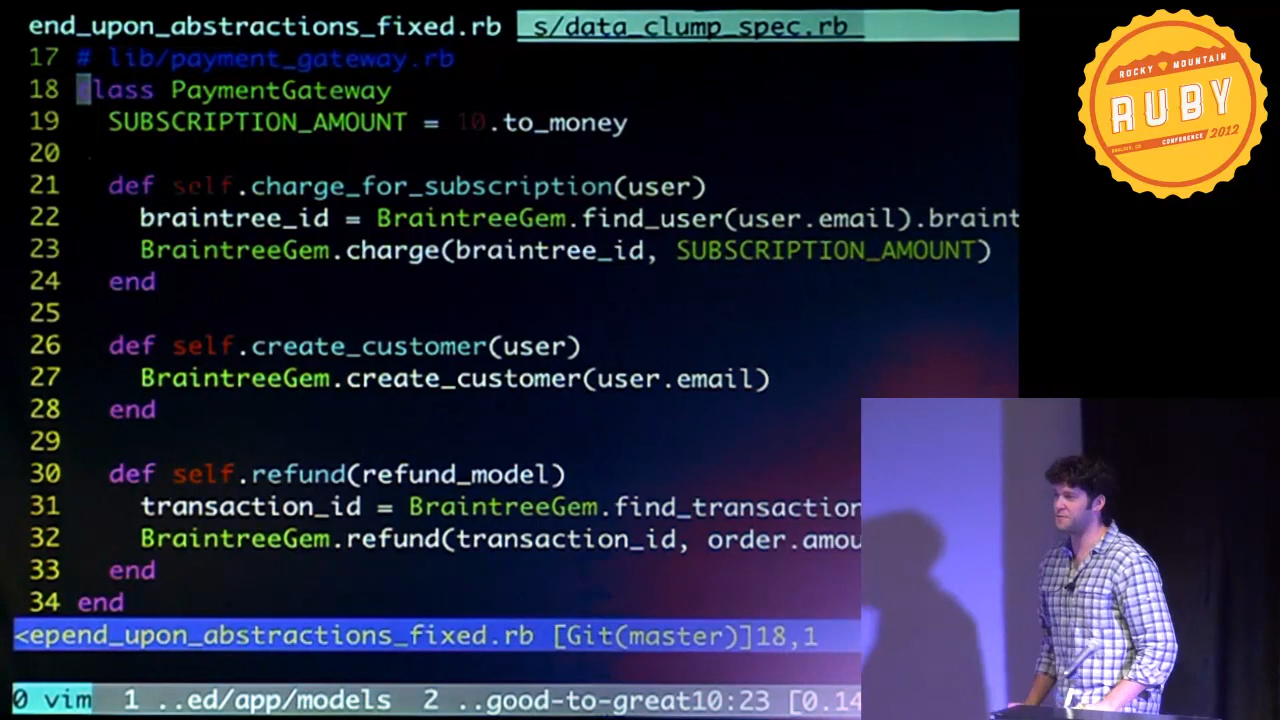 end_upon_abstractions_fixed.rb s/data_clump_spec.rb
17 # lib/payment_gateway.rb
18 class PaymentGateway
19 SUBSCRIPTION_AMOUNT = 10.to_money
20
21 def self.charge_for_subscription(user)
22 braintree_id = BraintreeGem.find_user(user.email).braint
23 BraintreeGem.charge(braintree_id, SUBSCRIPTION_AMOUNT)
24 end
25
26 def self.create_customer(user)
27 BraintreeGem.create_customer(user.email)
28 end
29
30 def self.refund(refund_model)
31 transaction_id = BraintreeGem.find_transaction
32 BraintreeGem.refund(transaction_id, order.amou
33 end
34 end
<epend_upon_abstractions_fixed.rb [Git(master)]18,1
0 vim 1 ..ed/app/models 2 ..good-to-great10:23 [0.14
ROCKY MOUNTAIN
RUBY
CONFERENCE 2012
BOULDER, CO